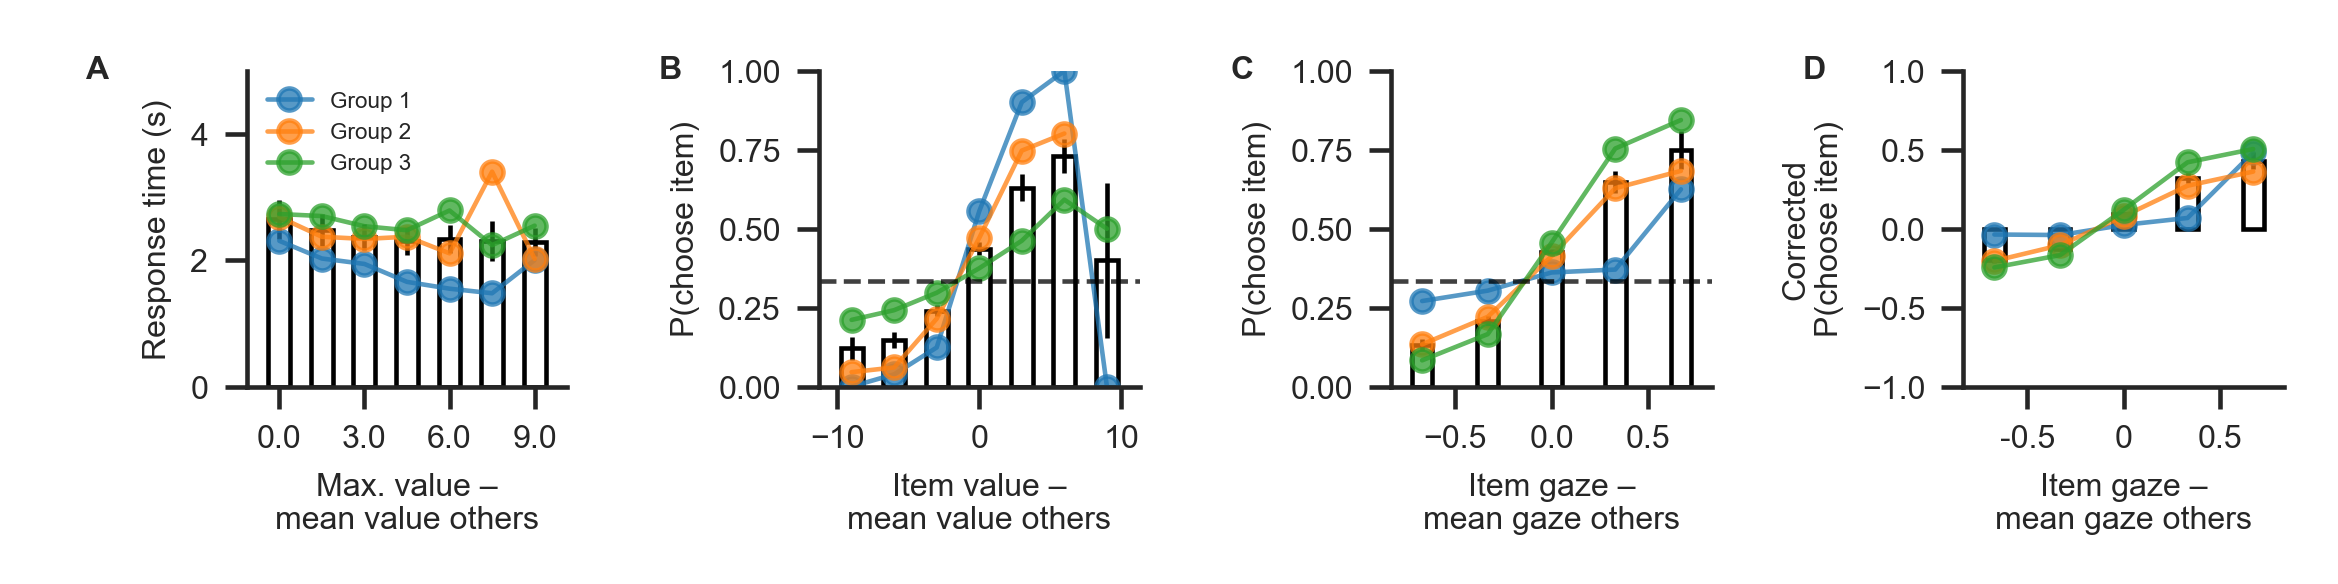 A
Response time (s)
4
2
0
Group 1
Group 2
Group 3
0.0 3.0 6.0 9.0
Max. value –
mean value others
B
P(choose item)
1.00
0.75
0.50
0.25
0.00
−10 0 10
Item value –
mean value others
C
P(choose item)
1.00
0.75
0.50
0.25
0.00
−0.5 0.0 0.5
Item gaze –
mean gaze others
D
Corrected
P(choose item)
1.0
0.5
0.0
−0.5
−1.0
-0.5 0 0.5
Item gaze –
mean gaze others